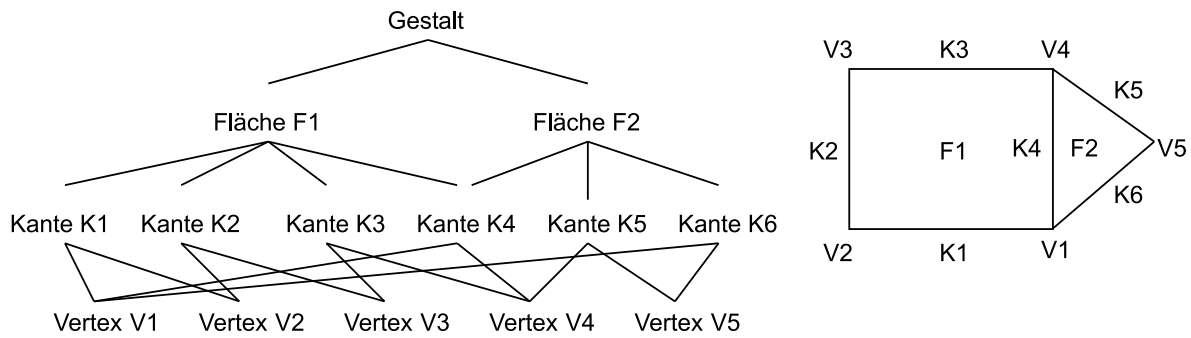 Gestalt
Fläche F1 Fläche F2
Kante K1 Kante K2 Kante K3 Kante K4 Kante K5 Kante K6
Vertex V1 Vertex V2 Vertex V3 Vertex V4 Vertex V5
V3 K3 V4
K5
K2 F1 K4 F2 V5
K6
V2 K1 V1